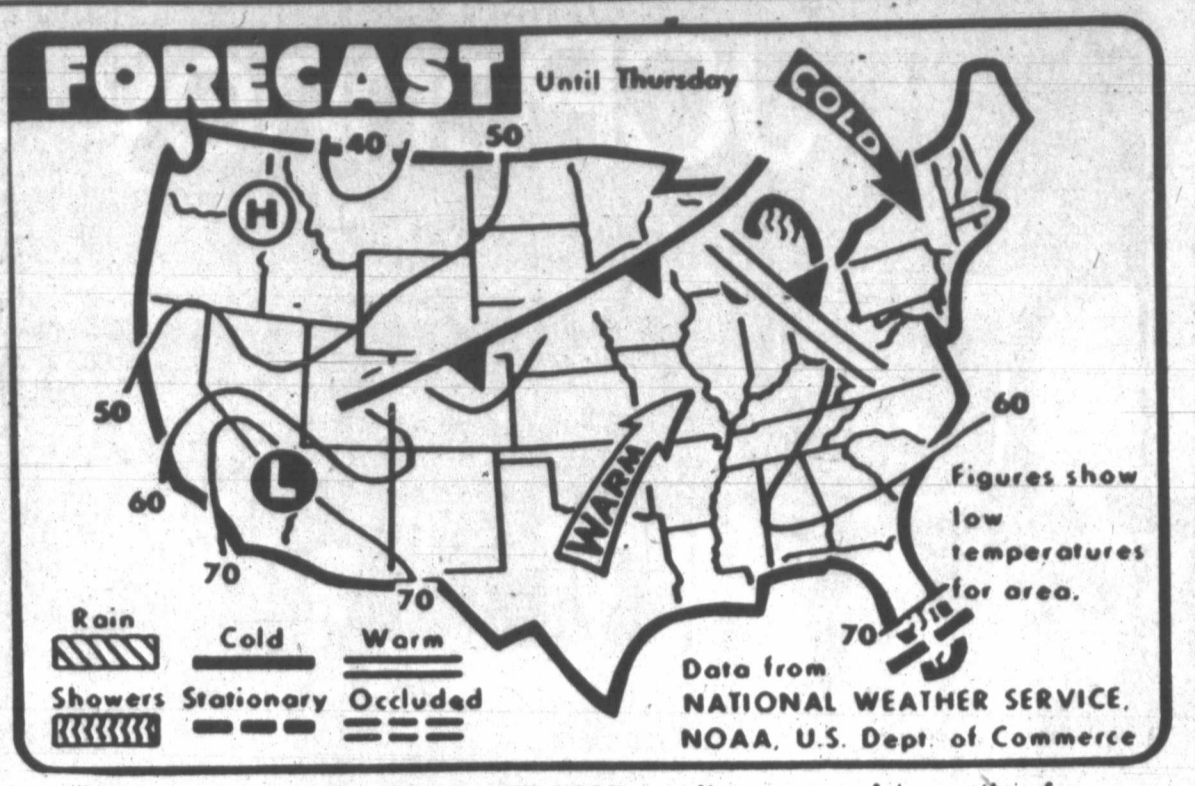 FORECAST
Until Thursday
COLD
40
50
H
50
60
L
WARM
60
70
70
70
Figures show
low
temperatures
for area.
Rain
Cold
Warm
Showers
Stationary
Occluded
Data from
NATIONAL WEATHER SERVICE,
NOAA, U.S. Dept. of Commerce